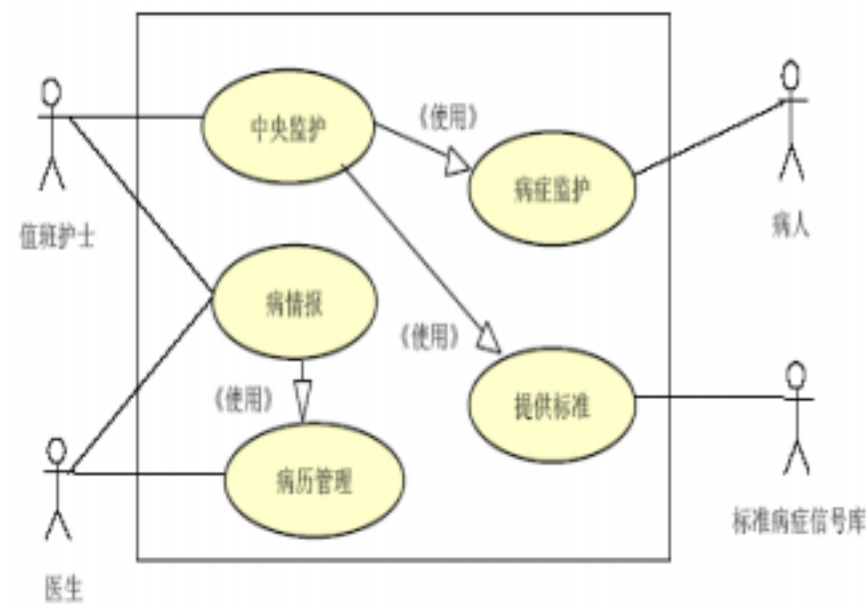 中央监护
《使用》
病症监护
值班护士
病人
病情报
《使用》
《使用》
提供标准
病历管理
标准病症信号库
医生